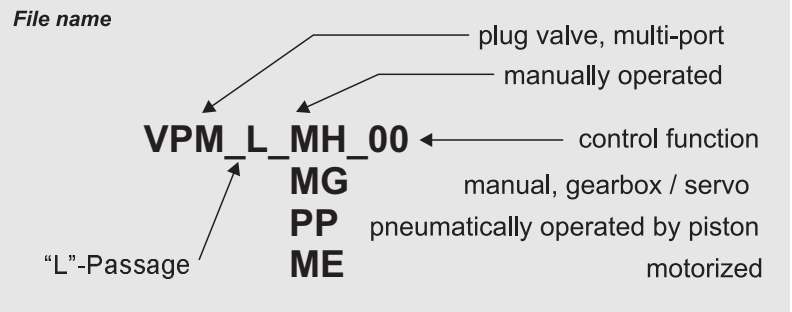 File name
plug valve, multi-port
manually operated
VPM_L_MH_00 control function
MG manual, gearbox / servo
PP pneumatically operated by piston
"L"-Passage ME motorized